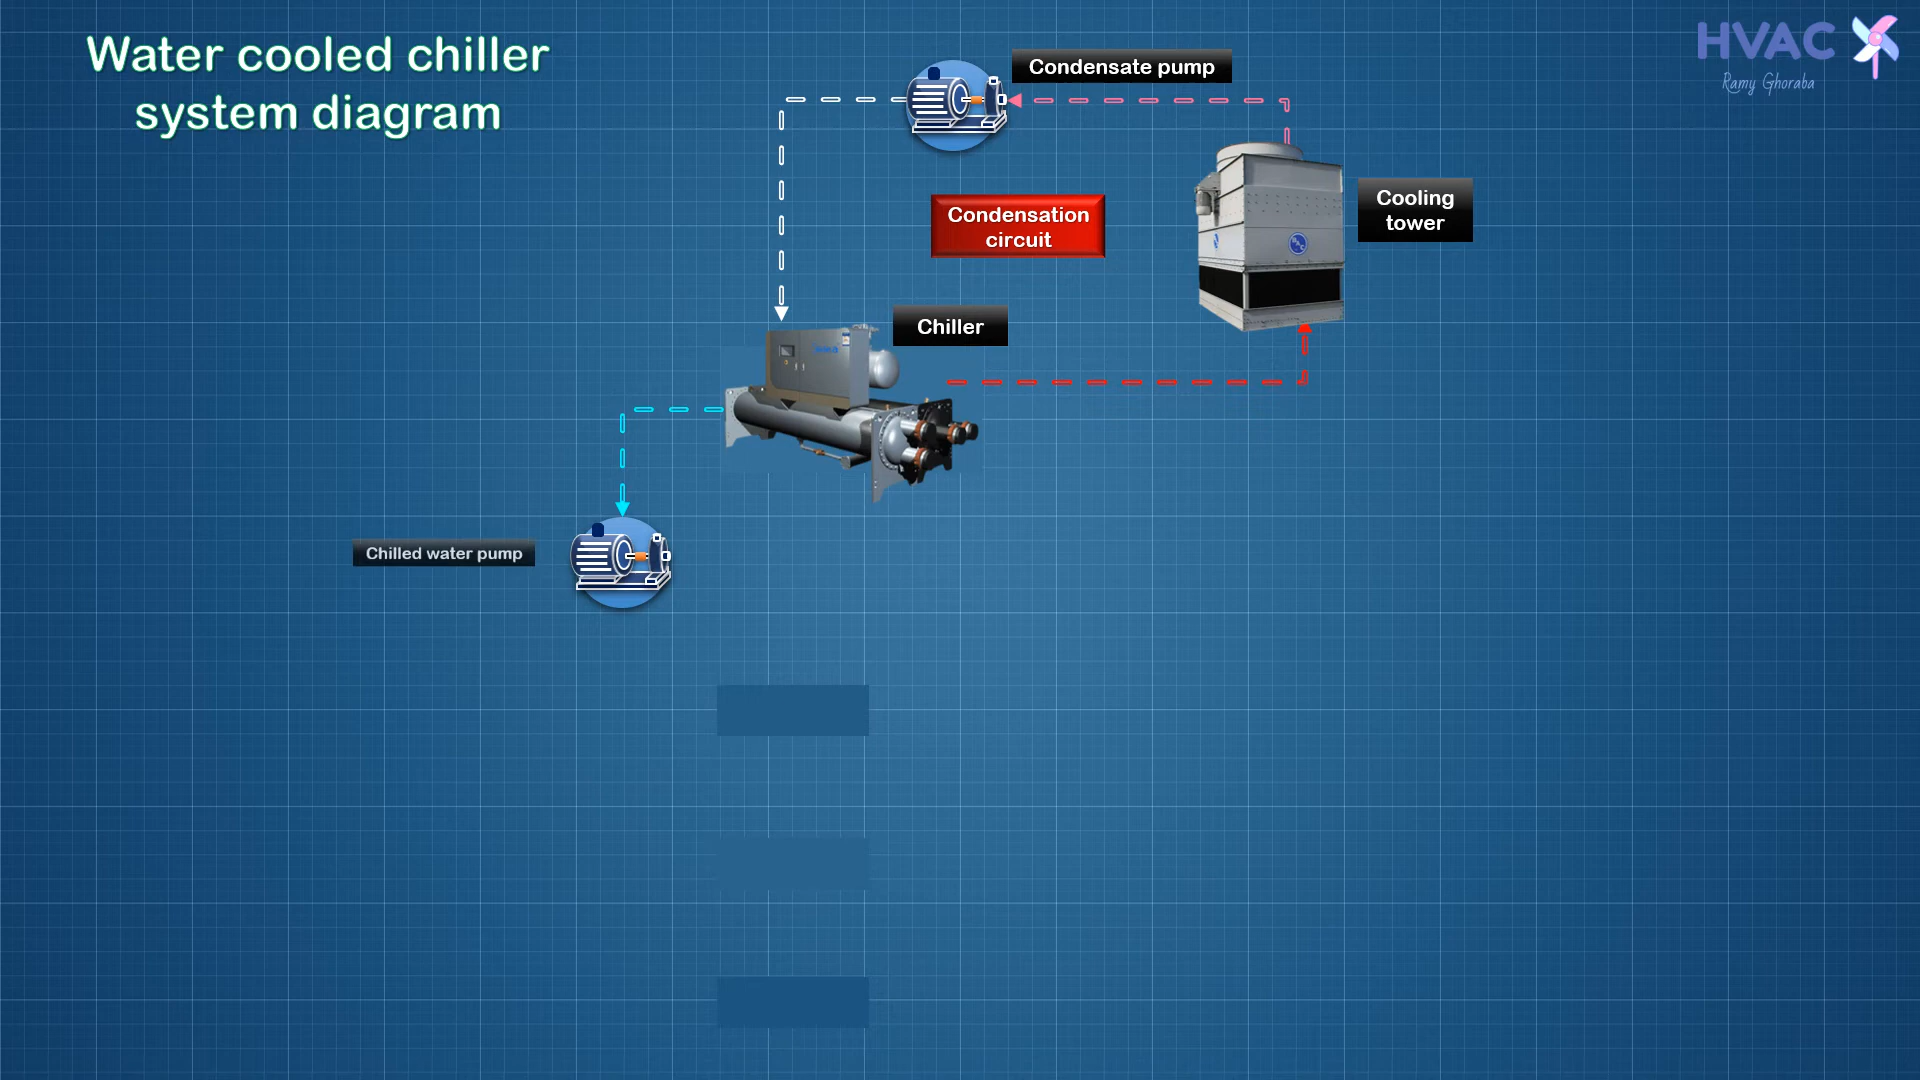 Water cooled chiller
system diagram
HVAC
Ramy Ghoraba
Condensate pump
Cooling
tower
Condensation
circuit
Chiller
Chilled water pump